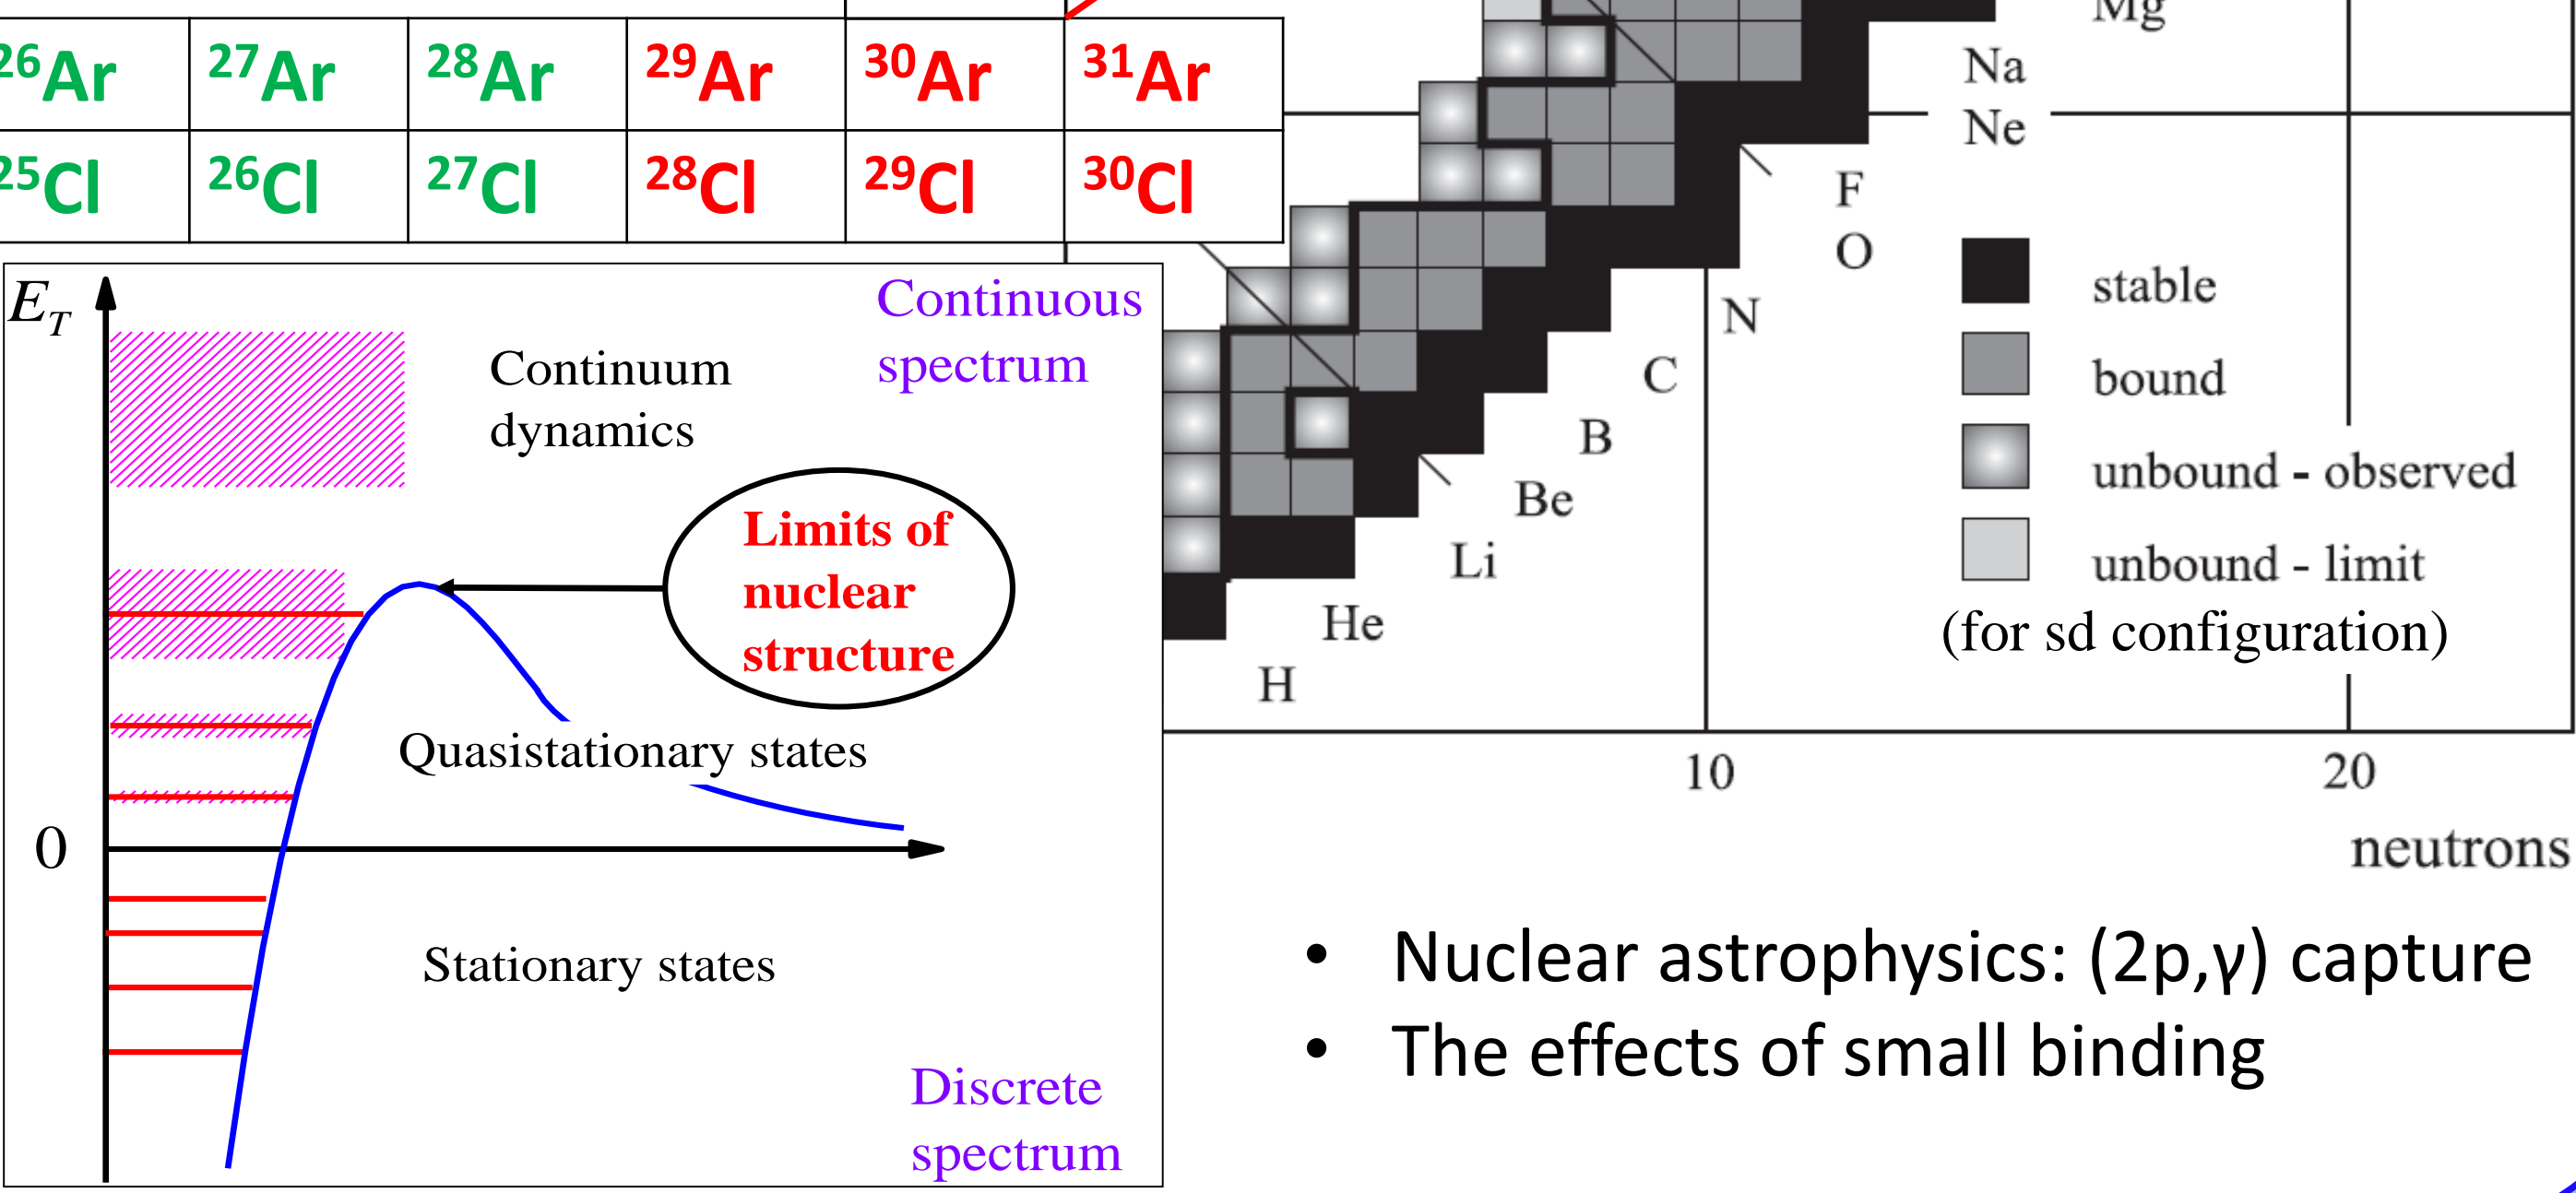 26Ar 27Ar 28Ar 29Ar 30Ar 31Ar
25Cl 26Cl 27Cl 28Cl 29Cl 30Cl
E_T
Continuous
spectrum
Continuum
dynamics
Limits of
nuclear
structure
Quasistationary states
0
Stationary states
Discrete
spectrum
Mg
Na
Ne
F
O
N
C
B
Be
Li
He
H
stable
bound
unbound - observed
unbound - limit
(for sd configuration)
10
20
neutrons
• Nuclear astrophysics: (2p,γ) capture
• The effects of small binding